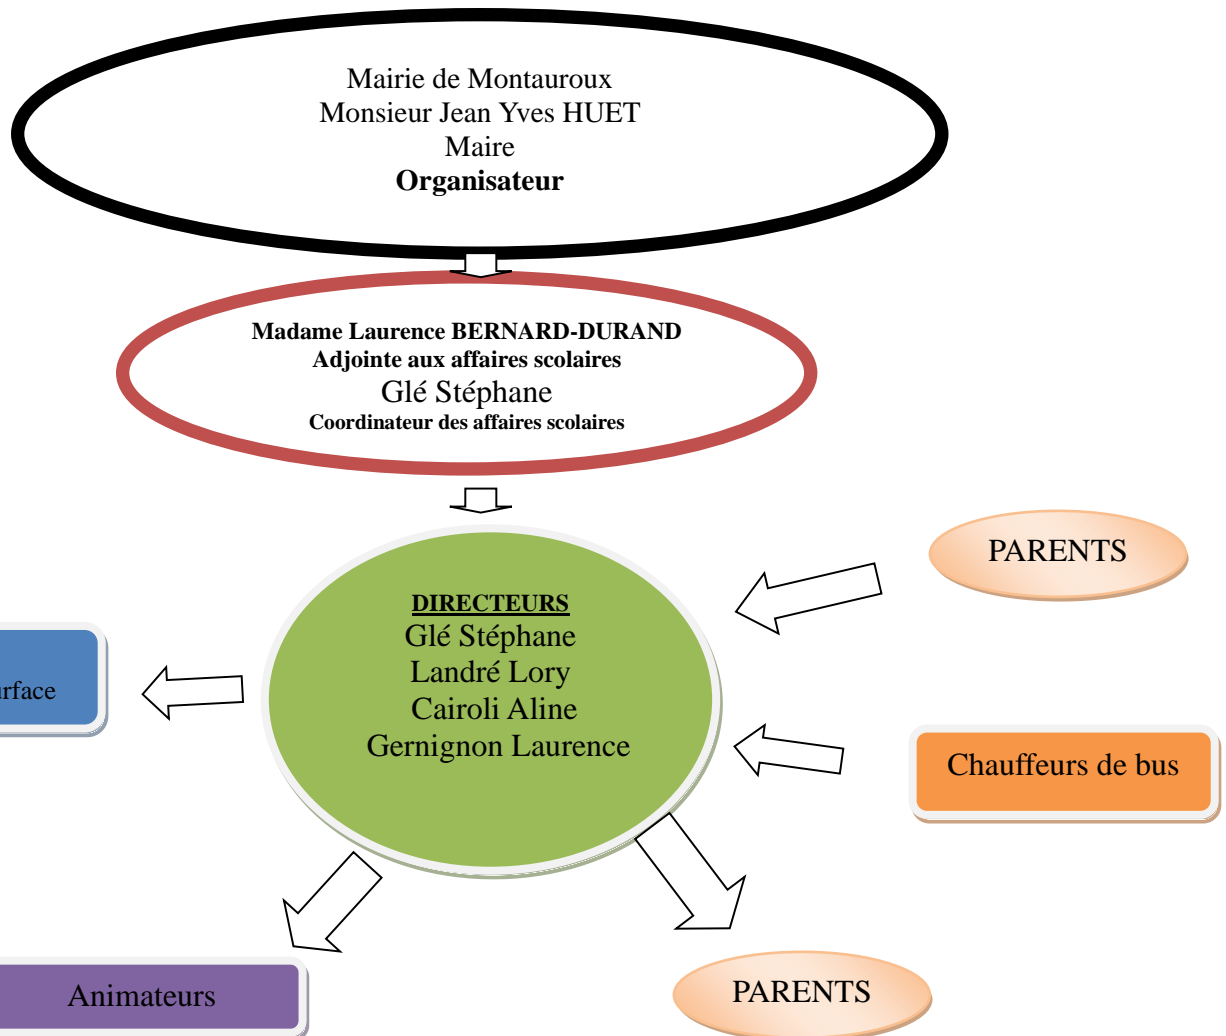 Mairie de Montauroux
Monsieur Jean Yves HUET
Maire
Organisateur
Madame Laurence BERNARD-DURAND
Adjointe aux affaires scolaires
Glé Stéphane
Coordinateur des affaires scolaires
PARENTS
DIRECTEURS
Glé Stéphane
Landré Lory
Cairoli Aline
Gernignon Laurence
Chauffeurs de bus
Animateurs
PARENTS